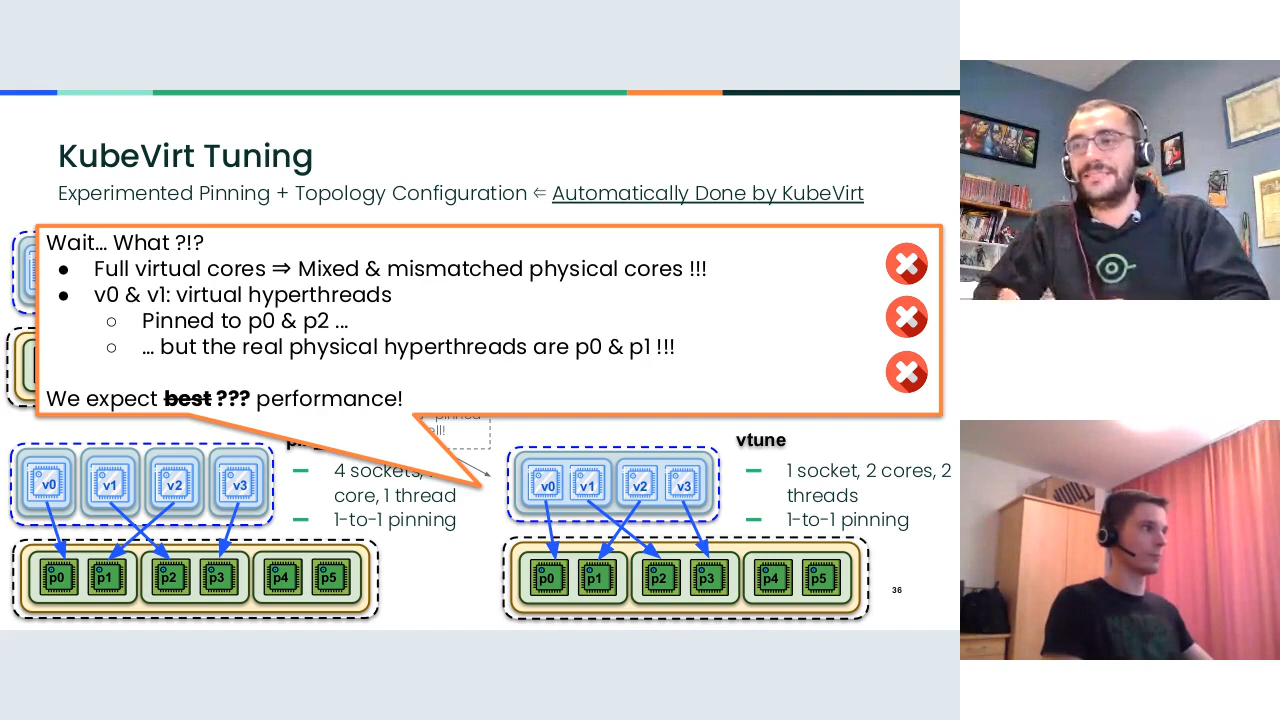 KubeVirt Tuning
Experimented Pinning + Topology Configuration ⇐ Automatically Done by KubeVirt
Wait... What ?!?
● Full virtual cores ⇒ Mixed & mismatched physical cores !!!
● v0 & v1: virtual hyperthreads
○ Pinned to p0 & p2 ...
○ ... but the real physical hyperthreads are p0 & p1 !!!
We expect best ??? performance!
4 sockets,
core, 1 thread
1-to-1 pinning
vtune
1 socket, 2 cores, 2
threads
1-to-1 pinning
v0 v1 v2 v3
v0 v1 v2 v3
p0 p1 p2 p3 p4 p5
p0 p1 p2 p3 p4 p5
36